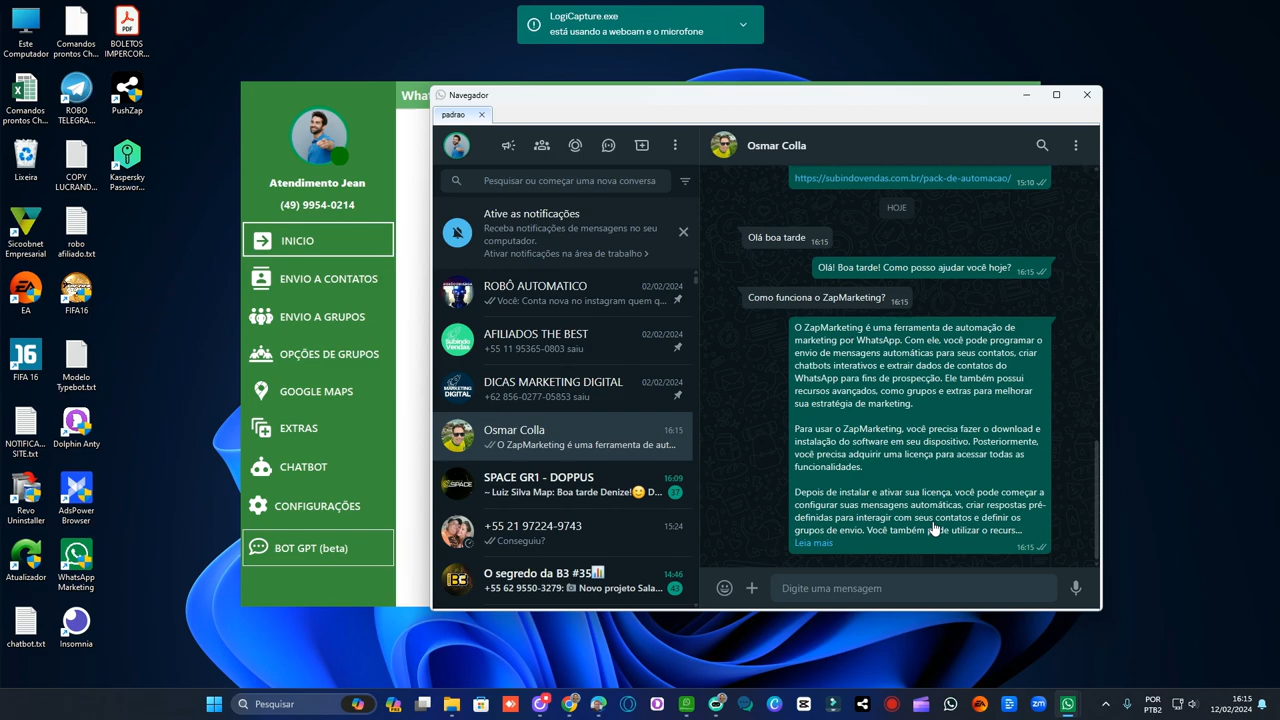 LogiCapture.exe
está usando a webcam e o microfone
Este Computador
Comandos prontos Ch...
BOLETOS IMPERCOR...
Comandos prontos Ch...
ROBO TELEGRA...
PushZap
Lixeira
COPY LUCRAND...
Kaspersky Passwor...
Sicoobnet Empresarial
robo afiliado.txt
EA
FIFA16
FIFA 16
Modelo Typebot.txt
NOTIFICA... SITE.txt
Dolphin Anty
Revo Uninstaller
AdsPower Browser
Atualizador
WhatsApp Marketing
chatbot.txt
Insomnia
Atendimento Jean
(49) 9954-0214
INICIO
ENVIO A CONTATOS
ENVIO A GRUPOS
OPÇÕES DE GRUPOS
GOOGLE MAPS
EXTRAS
CHATBOT
CONFIGURAÇÕES
BOT GPT (beta)
Navegador
padrao
Pesquisar ou começar uma nova conversa
Ative as notificações
Receba notificações de mensagens no seu
computador.
Ativar notificações na área de trabalho >
ROBÔ AUTOMATICO 02/02/2024
Você: Conta nova no instagram quem q...
AFILIADOS THE BEST 02/02/2024
+55 11 95365-0803 saiu
DICAS MARKETING DIGITAL 02/02/2024
+62 856-0277-05853 saiu
Osmar Colla 16:15
O ZapMarketing é uma ferramenta de aut...
SPACE GR1 - DOPPUS 16:09
~ Luiz Silva Map: Boa tarde Denize!😊 D... 37
+55 21 97224-9743 15:24
Conseguiu?
O segredo da B3 #35📊 14:46
+55 62 9550-3279: Novo projeto Sala... 43
Osmar Colla
https://subindovendas.com.br/pack-de-automacao/ 15:10
HOJE
Olá boa tarde 16:15
Olá! Boa tarde! Como posso ajudar você hoje? 16:15
Como funciona o ZapMarketing? 16:15
O ZapMarketing é uma ferramenta de automação de
marketing por WhatsApp. Com ele, você pode programar o
envio de mensagens automáticas para seus contatos, criar
chatbots interativos e extrair dados de contatos do
WhatsApp para fins de prospecção. Ele também possui
recursos avançados, como grupos e extras para melhorar
sua estratégia de marketing.
Para usar o ZapMarketing, você precisa fazer o download e
instalação do software em seu dispositivo. Posteriormente,
você precisa adquirir uma licença para acessar todas as
funcionalidades.
Depois de instalar e ativar sua licença, você pode começar a
configurar suas mensagens automáticas, criar respostas pré-
definidas para interagir com seus contatos e definir os
grupos de envio. Você também pode utilizar o recurs...
Leia mais 16:15
Digite uma mensagem
Pesquisar
POR
PTB2
16:15
12/02/2024